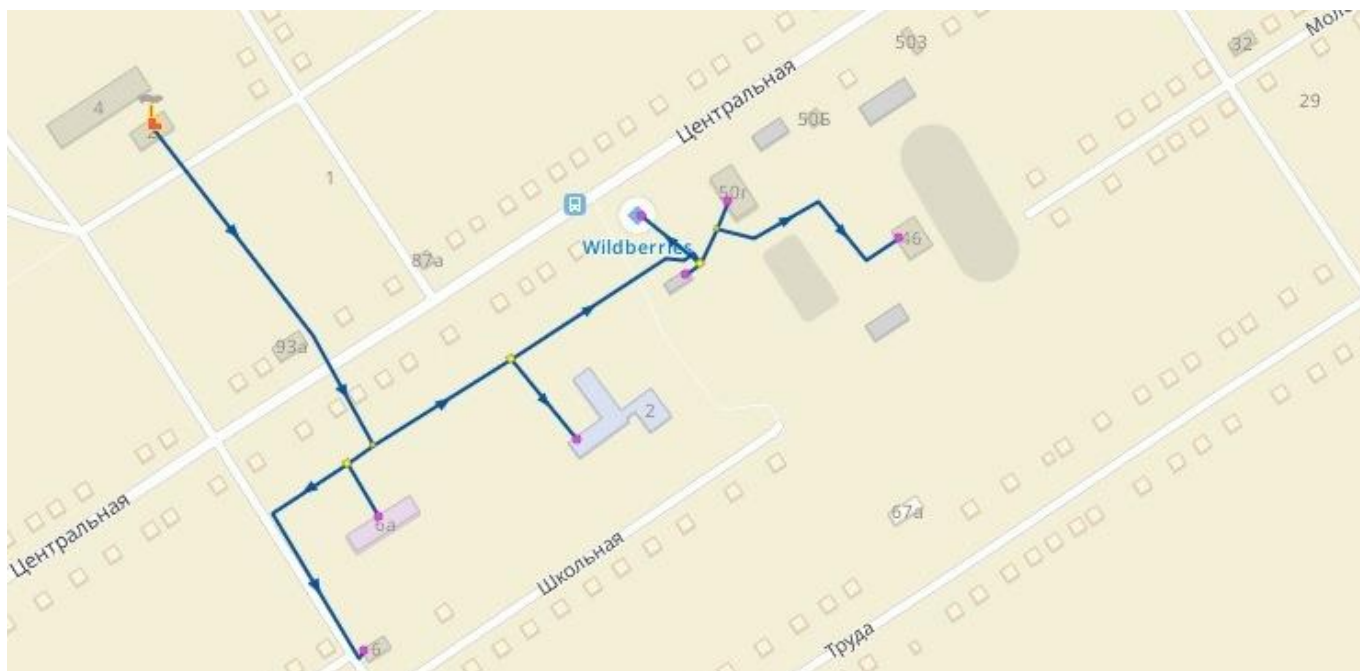 503
32
Моло
4
Центральная
29
50Б
1
50г
46
Wildberries
87а
93а
2
6а
67а
Центральная
Школьная
6
Труда